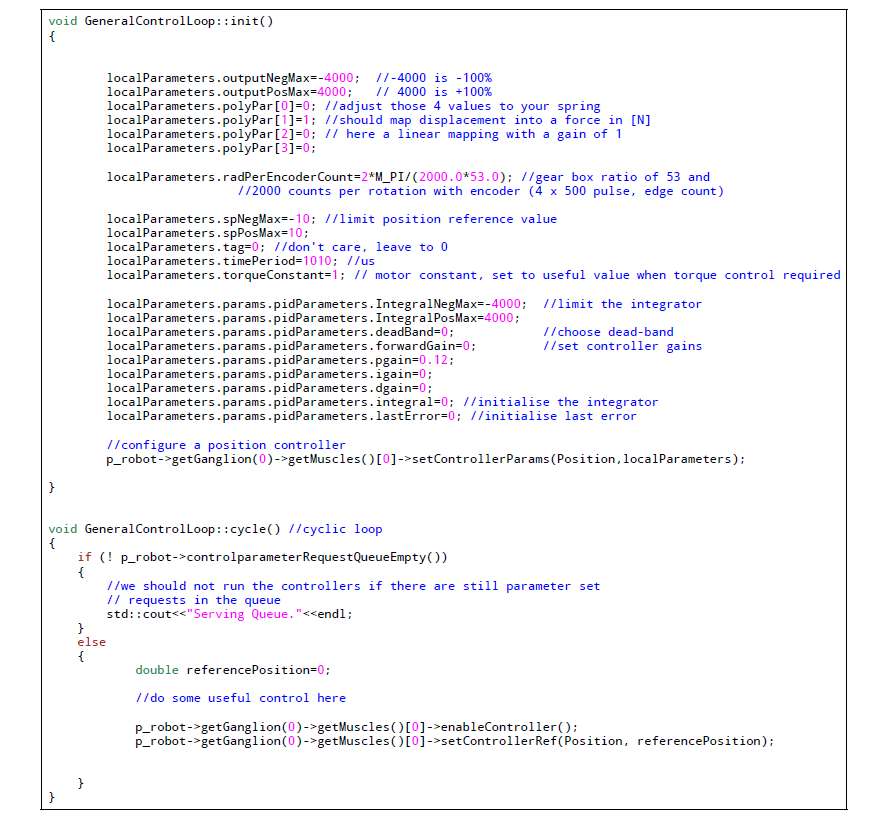 void GeneralControlLoop::init()
{
localParameters.outputNegMax=-4000;  //-4000 is -100%
localParameters.outputPosMax=4000;   // 4000 is +100%
localParameters.polyPar[0]=0; //adjust those 4 values to your spring
localParameters.polyPar[1]=1; //should map displacement into a force in [N]
localParameters.polyPar[2]=0; // here a linear mapping with a gain of 1
localParameters.polyPar[3]=0;
localParameters.radPerEncoderCount=2*M_PI/(2000.0*53.0); //gear box ratio of 53 and
//2000 counts per rotation with encoder (4 x 500 pulse, edge count)
localParameters.spNegMax=-10; //limit position reference value
localParameters.spPosMax=10;
localParameters.tag=0; //don't care, leave to 0
localParameters.timePeriod=1010; //us
localParameters.torqueConstant=1; // motor constant, set to useful value when torque control required
localParameters.params.pidParameters.IntegralNegMax=-4000;  //limit the integrator
localParameters.params.pidParameters.IntegralPosMax=4000;
localParameters.params.pidParameters.deadBand=0;            //choose dead-band
localParameters.params.pidParameters.forwardGain=0;         //set controller gains
localParameters.params.pidParameters.pgain=0.12;
localParameters.params.pidParameters.igain=0;
localParameters.params.pidParameters.dgain=0;
localParameters.params.pidParameters.integral=0; //initialise the integrator
localParameters.params.pidParameters.lastError=0; //initialise last error
//configure a position controller
p_robot->getGanglion(0)->getMuscles()[0]->setControllerParams(Position,localParameters);
}
void GeneralControlLoop::cycle() //cyclic loop
{
if (! p_robot->controlparameterRequestQueueEmpty())
{
//we should not run the controllers if there are still parameter set
// requests in the queue
std::cout<<"Serving Queue."<<endl;
}
else
{
double referencePosition=0;
//do some useful control here
p_robot->getGanglion(0)->getMuscles()[0]->enableController();
p_robot->getGanglion(0)->getMuscles()[0]->setControllerRef(Position, referencePosition);
}
}